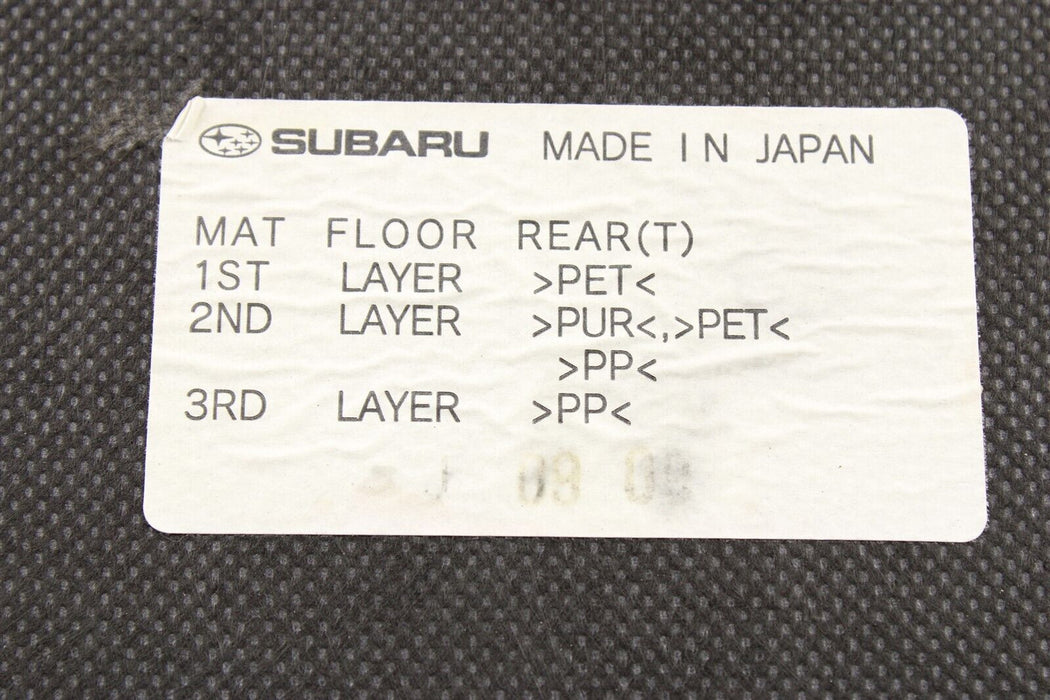 SUBARU MADE IN JAPAN
MAT FLOOR REAR(T)
1ST LAYER >PET<
2ND LAYER >PUR<,>PET<
>PP<
3RD LAYER >PP<